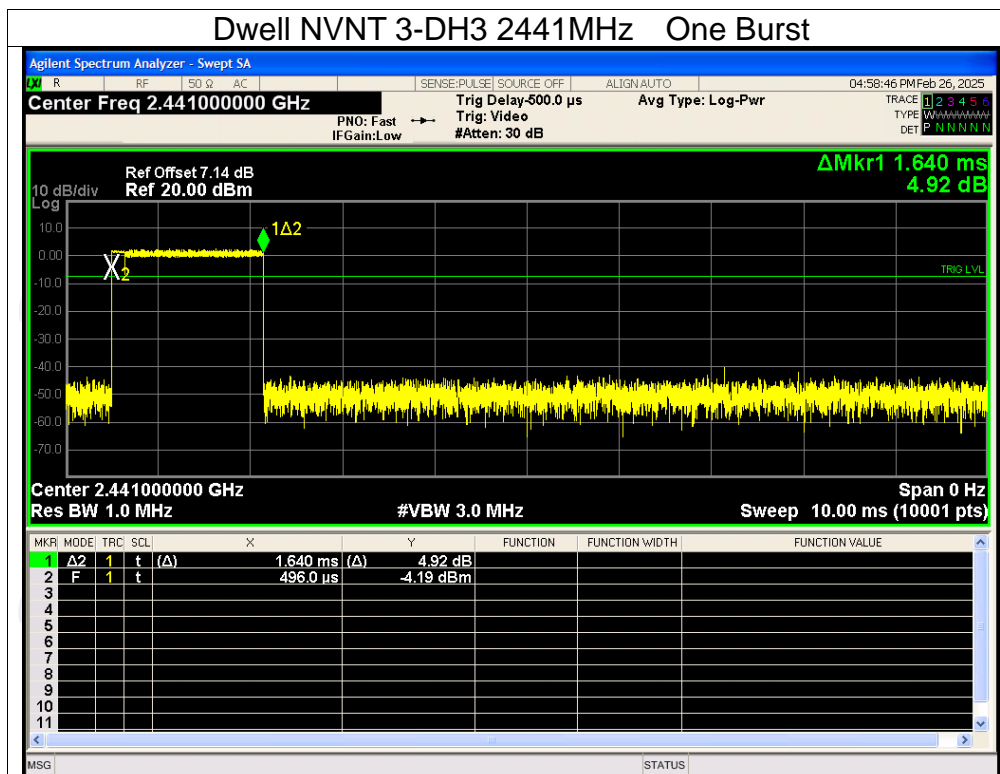 Dwell NVNT 3-DH3 2441MHz One Burst
Agilent Spectrum Analyzer - Swept SA
LXI R RF 50 Ω AC SENSE:PULSE SOURCE OFF ALIGN AUTO 04:58:46 PM Feb 26, 2025
Center Freq 2.441000000 GHz Trig Delay-500.0 µs Avg Type: Log-Pwr TRACE 1 2 3 4 5 6
PNO: Fast Trig: Video TYPE WWWWWW
IFGain:Low #Atten: 30 dB DET P N N N N N
ΔMkr1 1.640 ms
4.92 dB
Ref Offset 7.14 dB
10 dB/div Ref 20.00 dBm
Log
10.0
1Δ2
0.00
2
TRIG LVL
-10.0
-20.0
-30.0
-40.0
-50.0
-60.0
-70.0
Center 2.441000000 GHz Span 0 Hz
Res BW 1.0 MHz #VBW 3.0 MHz Sweep 10.00 ms (10001 pts)
MKR MODE TRC SCL X Y FUNCTION FUNCTION WIDTH FUNCTION VALUE
1 Δ2 1 t (Δ) 1.640 ms (Δ) 4.92 dB
2 F 1 t 496.0 µs -4.19 dBm
3
4
5
6
7
8
9
10
11
MSG STATUS